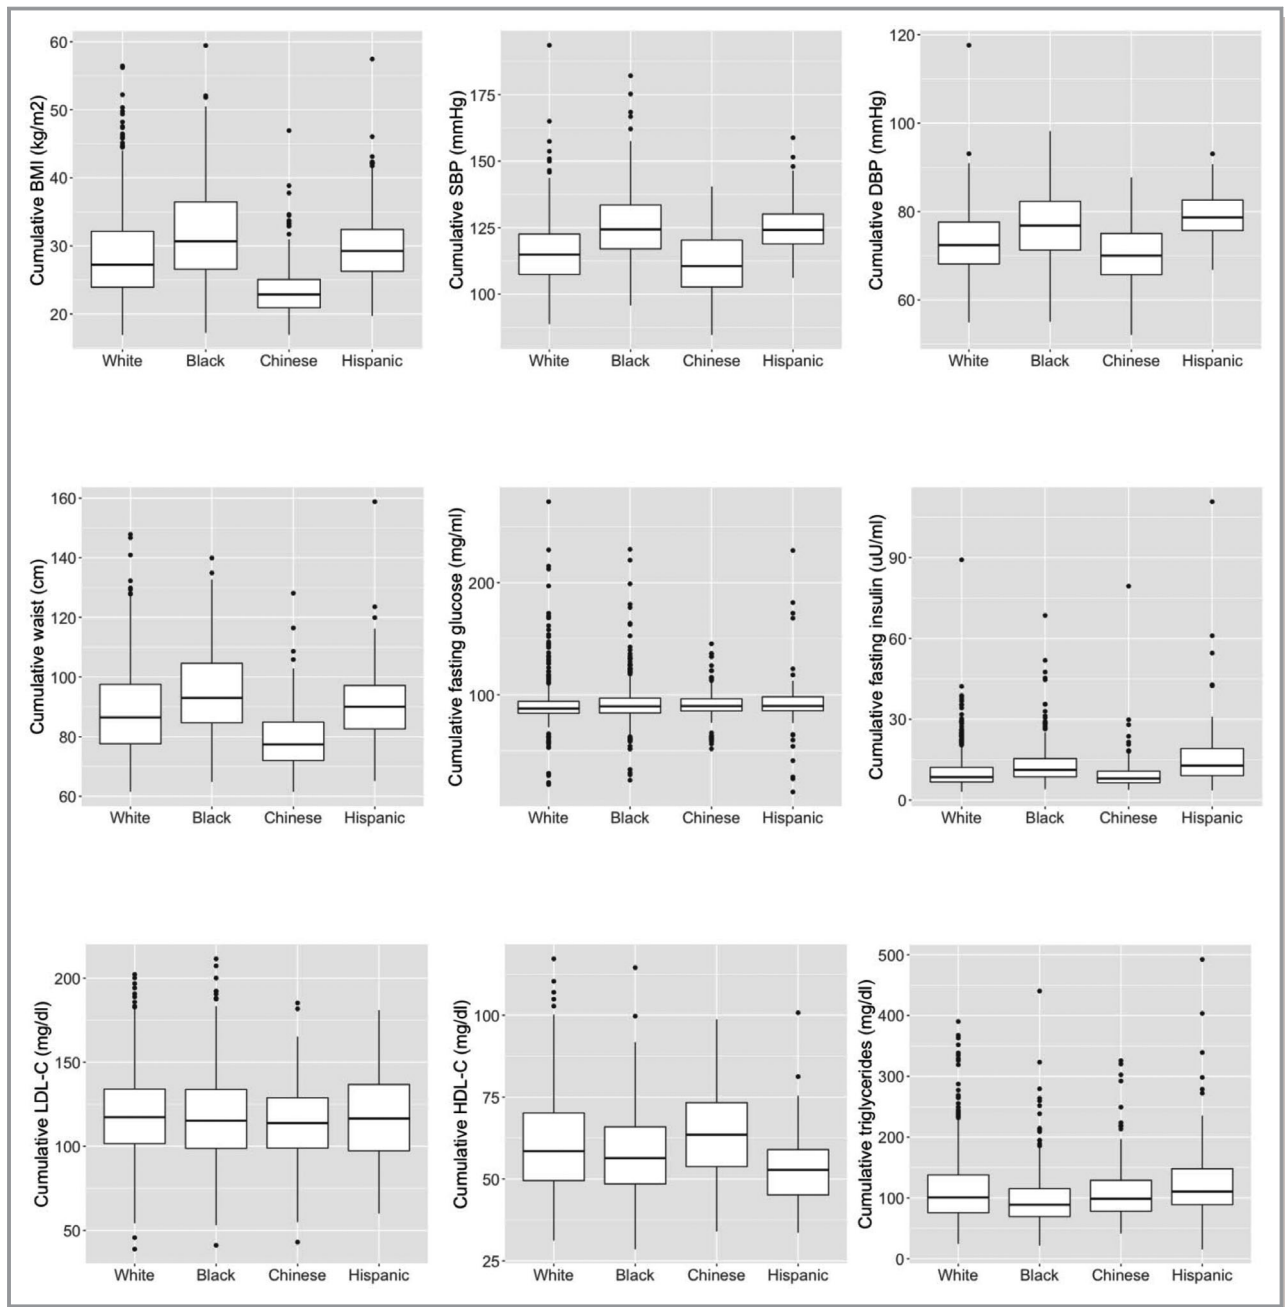 Cumulative BMI (kg/m2)
60
50
40
30
20
White Black Chinese Hispanic
Cumulative SBP (mmHg)
175
150
125
100
White Black Chinese Hispanic
Cumulative DBP (mmHg)
120
100
80
60
White Black Chinese Hispanic
Cumulative waist (cm)
160
140
120
100
80
60
White Black Chinese Hispanic
Cumulative fasting glucose (mg/ml)
200
100
White Black Chinese Hispanic
Cumulative fasting insulin (uU/ml)
90
60
30
0
White Black Chinese Hispanic
Cumulative LDL-C (mg/dl)
200
150
100
50
White Black Chinese Hispanic
Cumulative HDL-C (mg/dl)
100
75
50
25
White Black Chinese Hispanic
Cumulative triglycerides (mg/dl)
500
400
300
200
100
0
White Black Chinese Hispanic